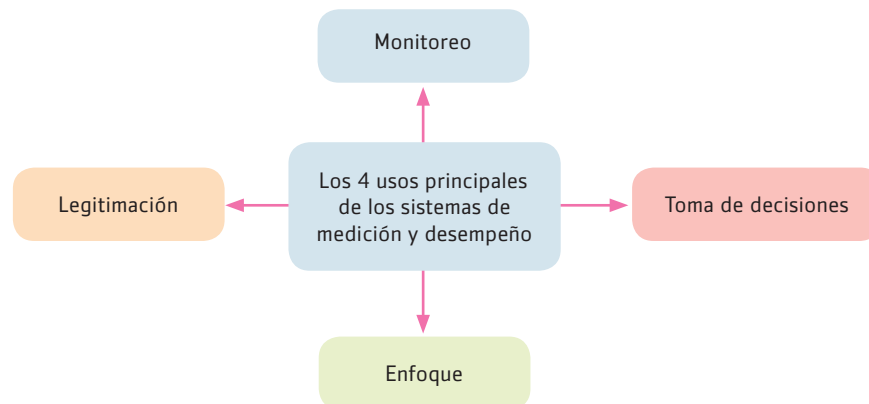 Monitoreo
Legitimación
Los 4 usos principales
de los sistemas de
medición y desempeño
Toma de decisiones
Enfoque